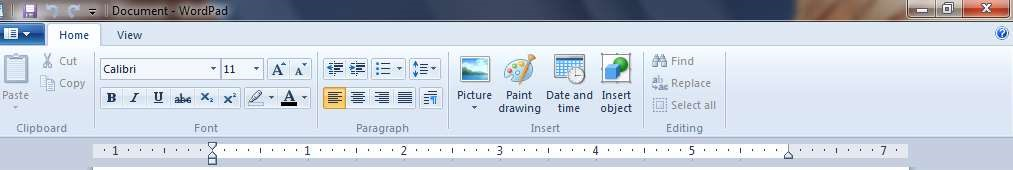 Document - WordPad
Home View
Cut
Copy
Paste
Clipboard
Calibri 11
B I U abc X₂ X²
A
Font
Paragraph
Picture
Paint drawing
Date and time
Insert object
Insert
Find
Replace
Select all
Editing
1 1 2 3 4 5 7